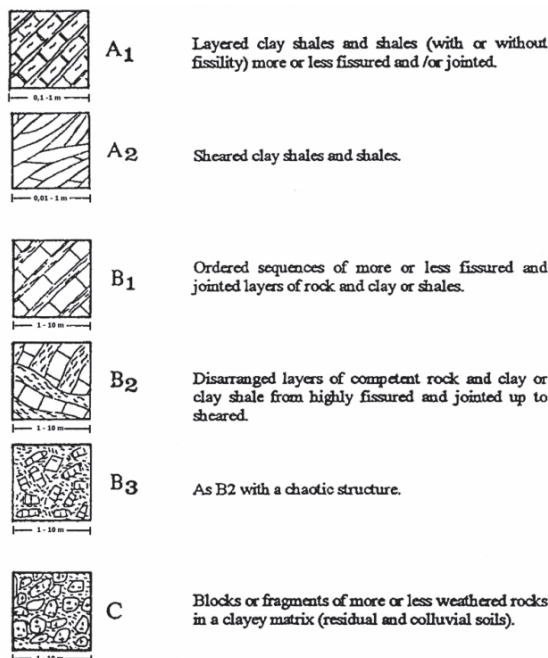 A1
Layered clay shales and shales (with or without
fissility) more or less fissured and /or jointed.
0,1 - 1 m
A2
Sheared clay shales and shales.
0,01 - 1 m
B1
Ordered sequences of more or less fissured and
jointed layers of rock and clay or shales.
1 - 10 m
B2
Disarranged layers of competent rock and clay or
clay shale from highly fissured and jointed up to
sheared.
1 - 10 m
B3
As B2 with a chaotic structure.
1 - 10 m
C
Blocks or fragments of more or less weathered rocks
in a clayey matrix (residual and colluvial soils).
1 - 10 m